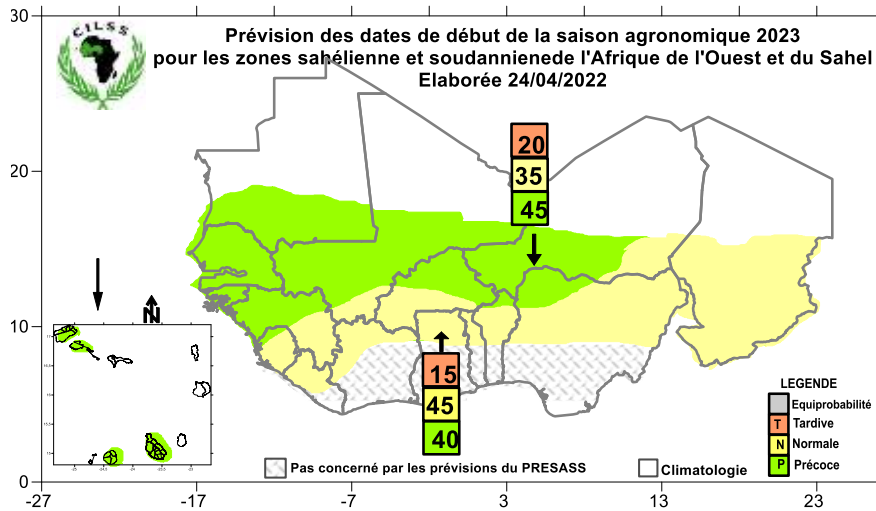 30
Prévision des dates de début de la saison agronomique 2023
pour les zones sahélienne et soudannienede l'Afrique de l'Ouest et du Sahel
Elaborée 24/04/2022
CILSS
20
35
45
20
10
N
15
45
40
LEGENDE
Equiprobabilité
T Tardive
N Normale
P Précoce
Pas concerné par les prévisions du PRESASS
Climatologie
0
-27 -17 -7 3 13 23